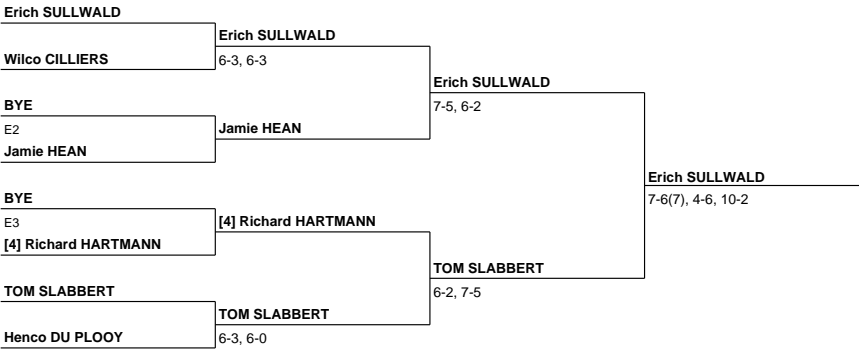 Erich SULLWALD
Erich SULLWALD
Wilco CILLIERS
6-3, 6-3
Erich SULLWALD
BYE
7-5, 6-2
E2
Jamie HEAN
Jamie HEAN
Erich SULLWALD
BYE
7-6(7), 4-6, 10-2
E3
[4] Richard HARTMANN
[4] Richard HARTMANN
TOM SLABBERT
TOM SLABBERT
6-2, 7-5
TOM SLABBERT
Henco DU PLOOY
6-3, 6-0